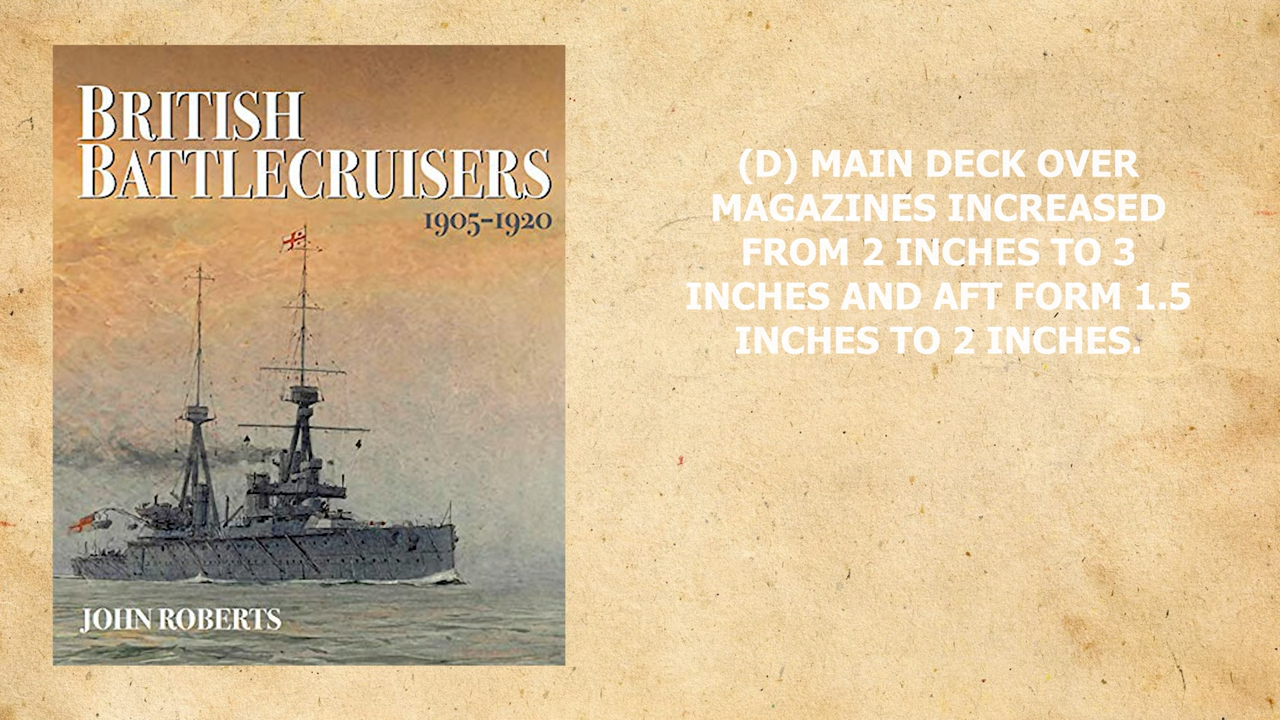 BRITISH
BATTLECRUISERS
1905–1920
JOHN ROBERTS
(D) MAIN DECK OVER
MAGAZINES INCREASED
FROM 2 INCHES TO 3
INCHES AND AFT FORM 1.5
INCHES TO 2 INCHES.